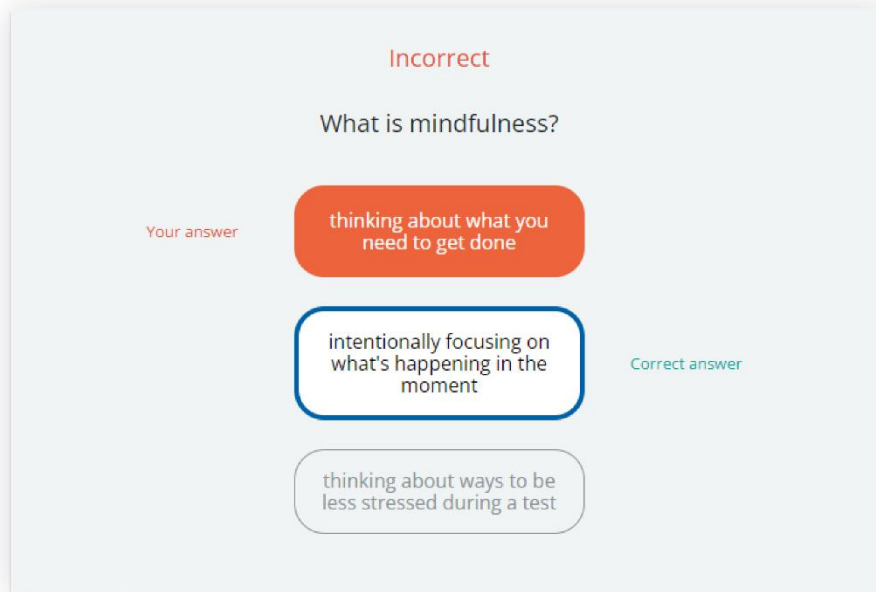 Incorrect
What is mindfulness?
Your answer
thinking about what you
need to get done
intentionally focusing on
what's happening in the
moment
Correct answer
thinking about ways to be
less stressed during a test